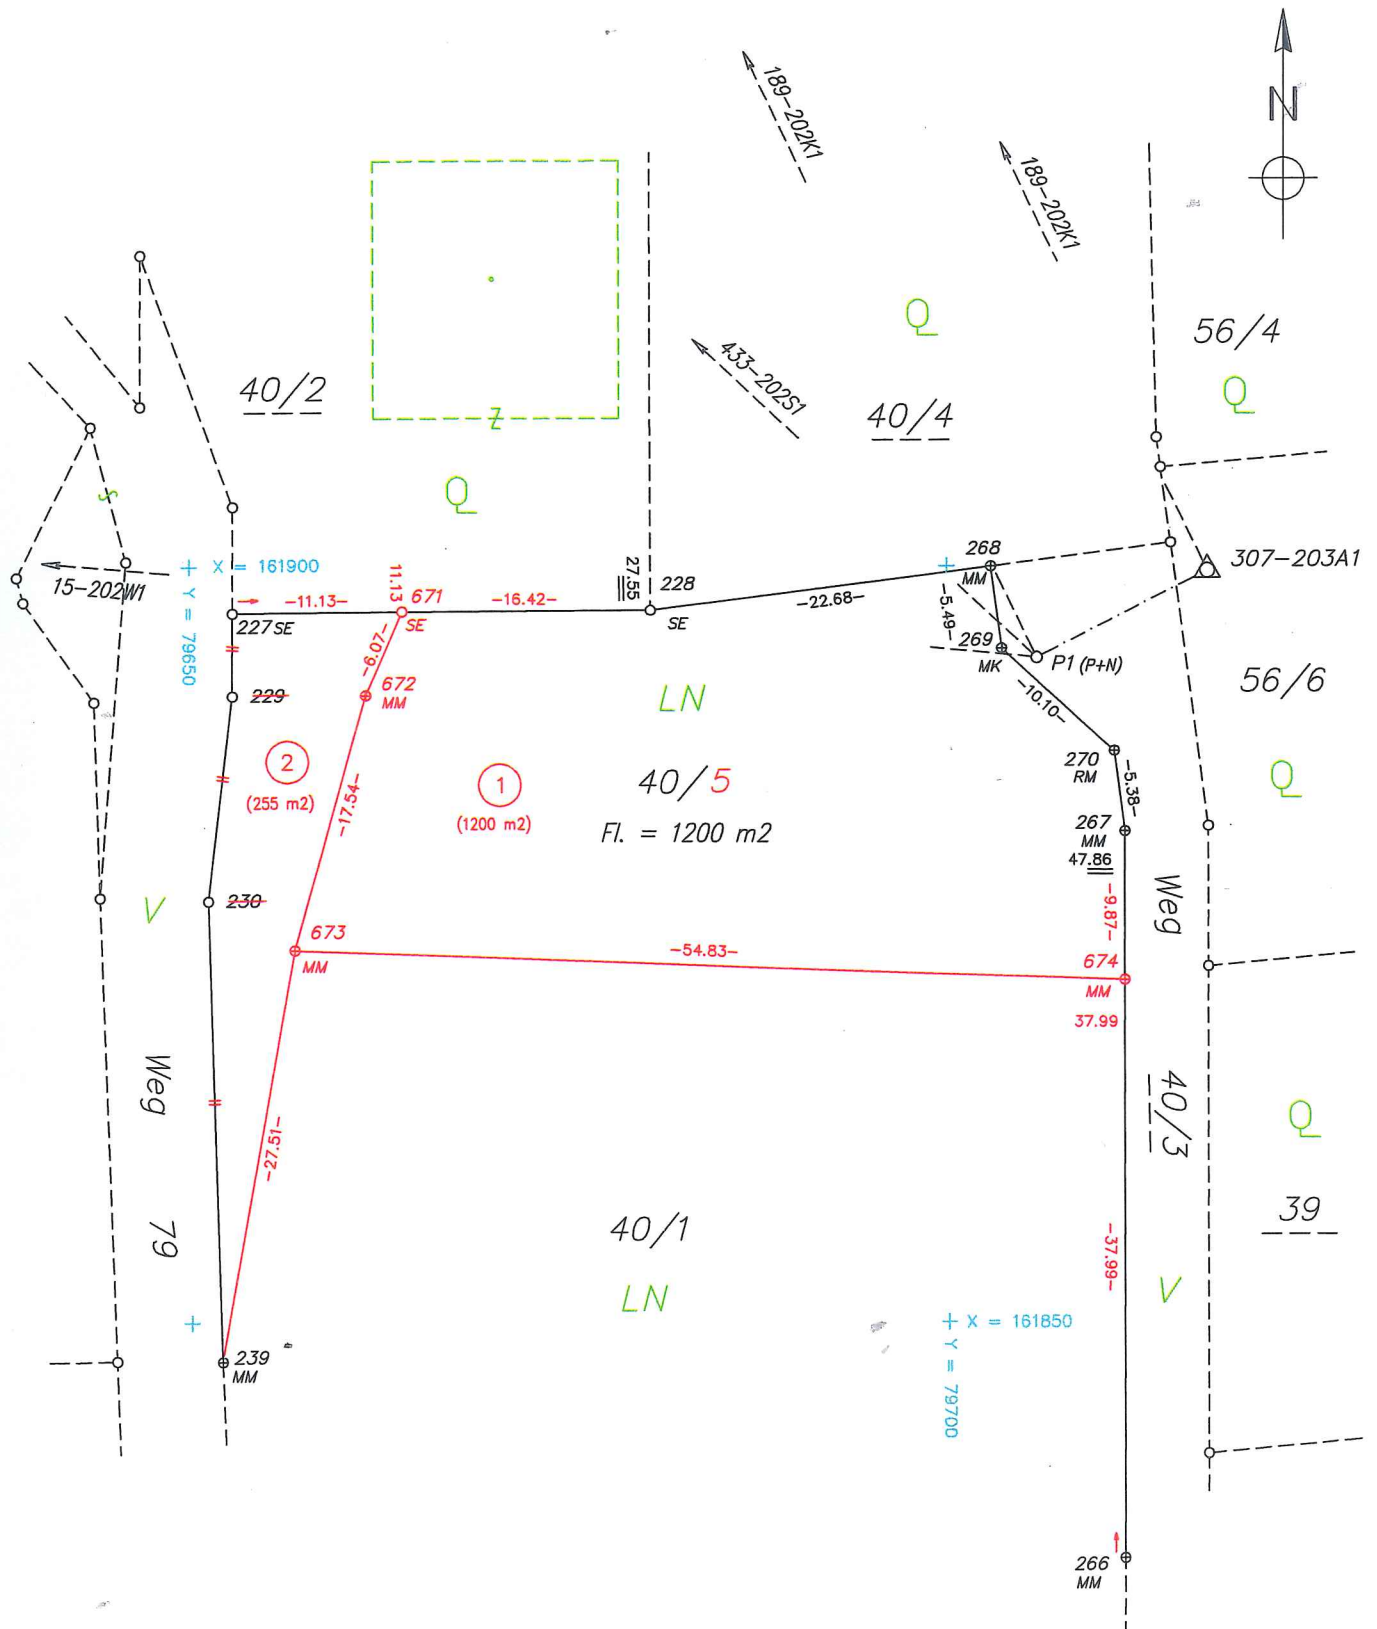 N
189-202K1
189-202K1
56/4
Q
433-202S1
Q
40/2
40/4
Q
Z
Q
S
15-202W1
X = 161900
Y = 79650
227 SE
-11.13-
11.13
671
SE
-16.42-
27.55
228
SE
-22.68-
268
MM
307-203A1
-5.49-
269
MK
P1 (P+N)
-6.07-
672
MM
229
LN
-10.10-
56/6
270
RM
-5.38-
Q
2
(255 m2)
1
(1200 m2)
40/5
Fl. = 1200 m2
-17.54-
267
MM
47.86
-9.87-
Weg
V
230
673
MM
-54.83-
674
MM
37.99
Weg
40/3
Q
-27.51-
79
40/1
39
-37.99-
LN
V
X = 161850
Y = 79700
239
MM
266
MM